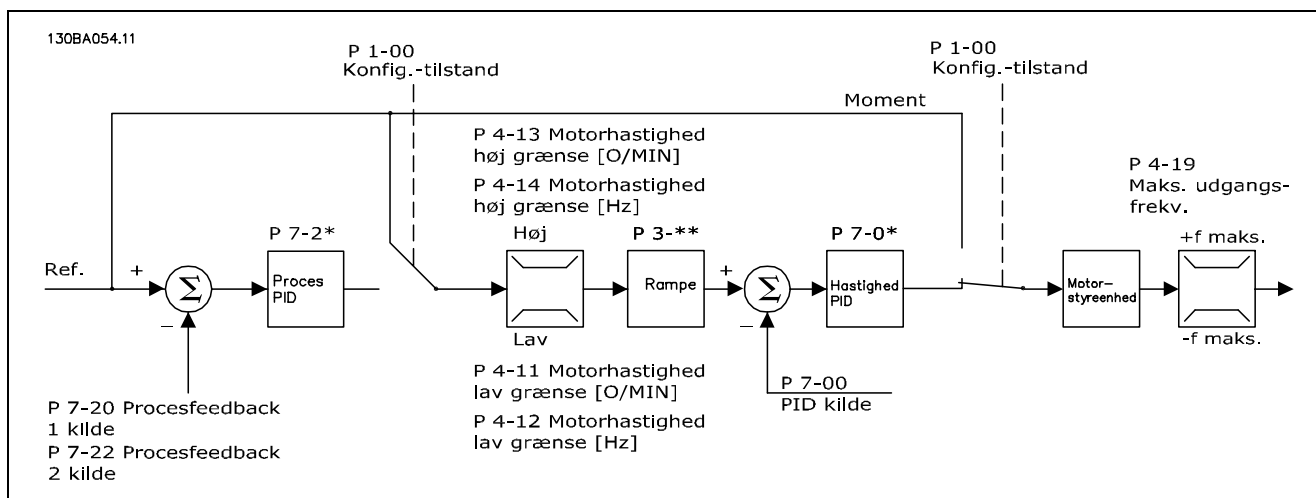 130BA054.11
P 1-00
Konfig.-tilstand
P 1-00
Konfig.-tilstand
Moment
P 4-13 Motorhastighed
høj grænse [O/MIN]
P 4-14 Motorhastighed
høj grænse [Hz]
P 4-19
Maks. udgangs-
frekv.
P 7-2*
Høj
P 3-**
P 7-0*
+f maks.
Ref.
+
Σ
Proces
PID
Rampe
+
Σ
Hastighed
PID
Motor-
styreenhed
−
−
Lav
-f maks.
P 4-11 Motorhastighed
lav grænse [O/MIN]
P 4-12 Motorhastighed
lav grænse [Hz]
P 7-00
PID kilde
P 7-20 Procesfeedback
1 kilde
P 7-22 Procesfeedback
2 kilde